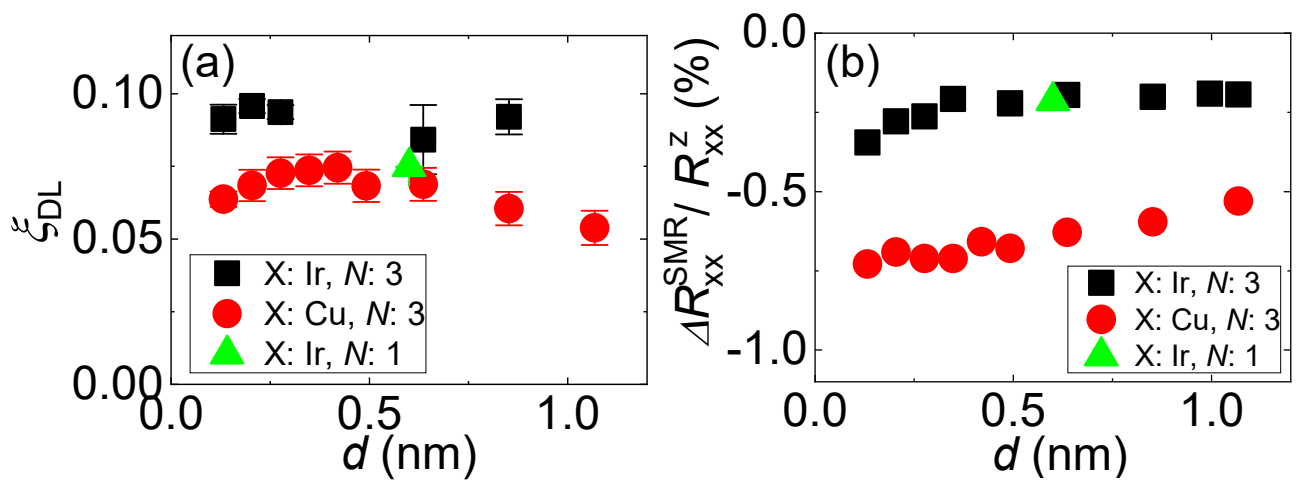 (a)
0.10
0.05
0.00
ξDL
X: Ir, N: 3
X: Cu, N: 3
X: Ir, N: 1
0.0 0.5 1.0
d (nm)
(b)
0.0
-0.5
-1.0
ΔRxxSMR/ Rxxz (%)
X: Ir, N: 3
X: Cu, N: 3
X: Ir, N: 1
0.0 0.5 1.0
d (nm)